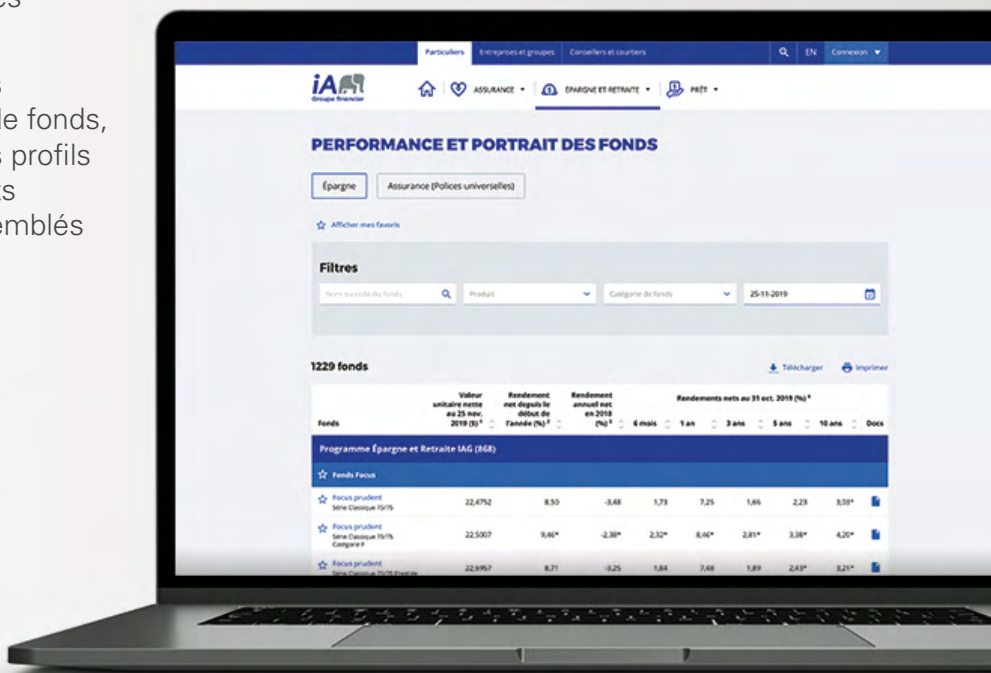 es
s
de fonds,
s profils
ts
emblés
Particuliers Entreprises et groupes Conseillers et courtiers EN Connexion
iA
Groupe financier
ASSURANCE ÉPARGNE ET RETRAITE PRÊT
PERFORMANCE ET PORTRAIT DES FONDS
Épargne Assurance (Polices universelles)
Afficher mes favoris
Filtres
Nom ou code du fonds Produit Catégorie de fonds 25-11-2019
1229 fonds Télécharger Imprimer
Fonds Valeur unitaire nette au 25 nov. 2019 ($) Rendement net depuis le début de l'année (%) Rendement annuel net en 2018 (%) Rendements nets au 31 oct. 2019 (%)
6 mois 1 an 3 ans 5 ans 10 ans Docs
Programme Épargne et Retraite IAG (868)
Fonds Focus
Focus prudent
Série Classique 75/75 22,4752 8,50 -3,48 1,73 7,25 1,66 2,23 3,03*
Focus prudent
Série Classique 75/75
Catégorie F 22,5007 9,46* -2,38* 2,32* 8,46* 2,81* 3,38* 4,20*
Focus prudent
Série Classique 75/75 Prestige 22,6957 8,71 -3,25 1,84 7,48 1,89 2,43* 3,21*